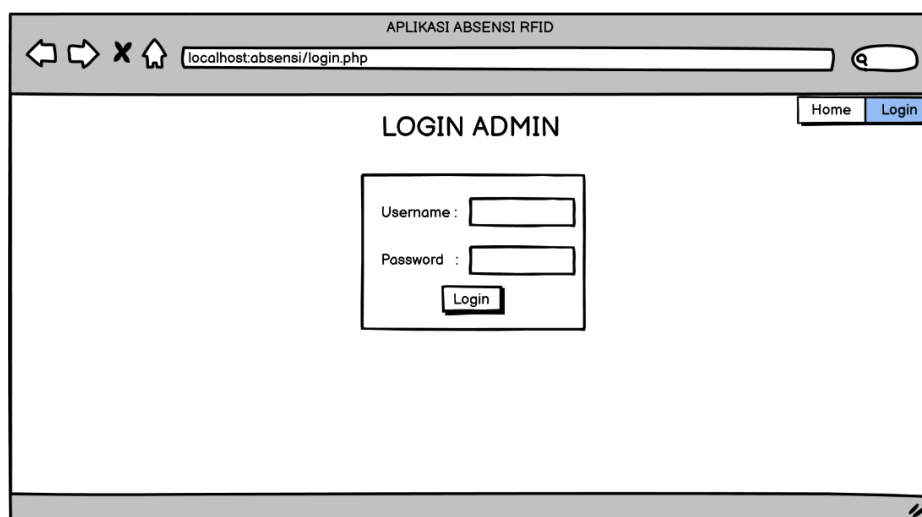 APLIKASI ABSENSI RFID
localhost:absensi/login.php
Home Login
LOGIN ADMIN
Username :
Password :
Login